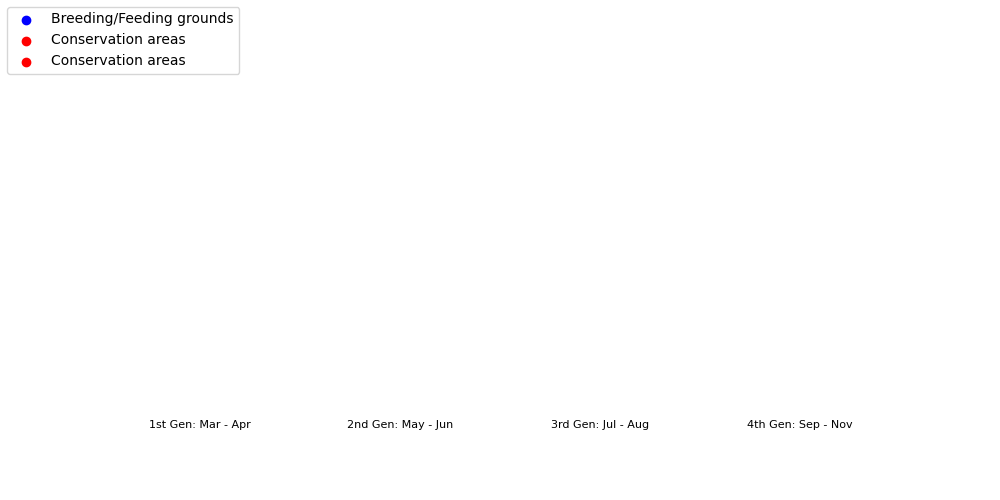 Breeding/Feeding grounds
Conservation areas
Conservation areas
1st Gen: Mar - Apr
2nd Gen: May - Jun
3rd Gen: Jul - Aug
4th Gen: Sep - Nov